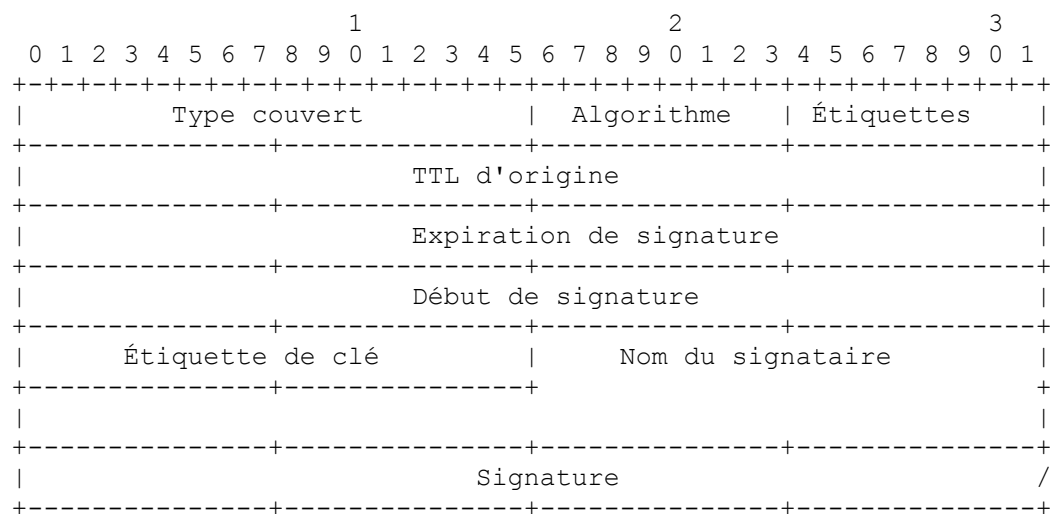 1 2 3
0 1 2 3 4 5 6 7 8 9 0 1 2 3 4 5 6 7 8 9 0 1 2 3 4 5 6 7 8 9 0 1
+-+-+-+-+-+-+-+-+-+-+-+-+-+-+-+-+-+-+-+-+-+-+-+-+-+-+-+-+-+-+-+-+
| Type couvert | Algorithme | Étiquettes |
+---------------+---------------+---------------+---------------+
| TTL d'origine |
+---------------+---------------+---------------+---------------+
| Expiration de signature |
+---------------+---------------+---------------+---------------+
| Début de signature |
+---------------+---------------+---------------+---------------+
| Étiquette de clé | Nom du signataire |
+---------------+---------------+ +
| |
+---------------+---------------+---------------+---------------+
| Signature /
+---------------+---------------+---------------+---------------+